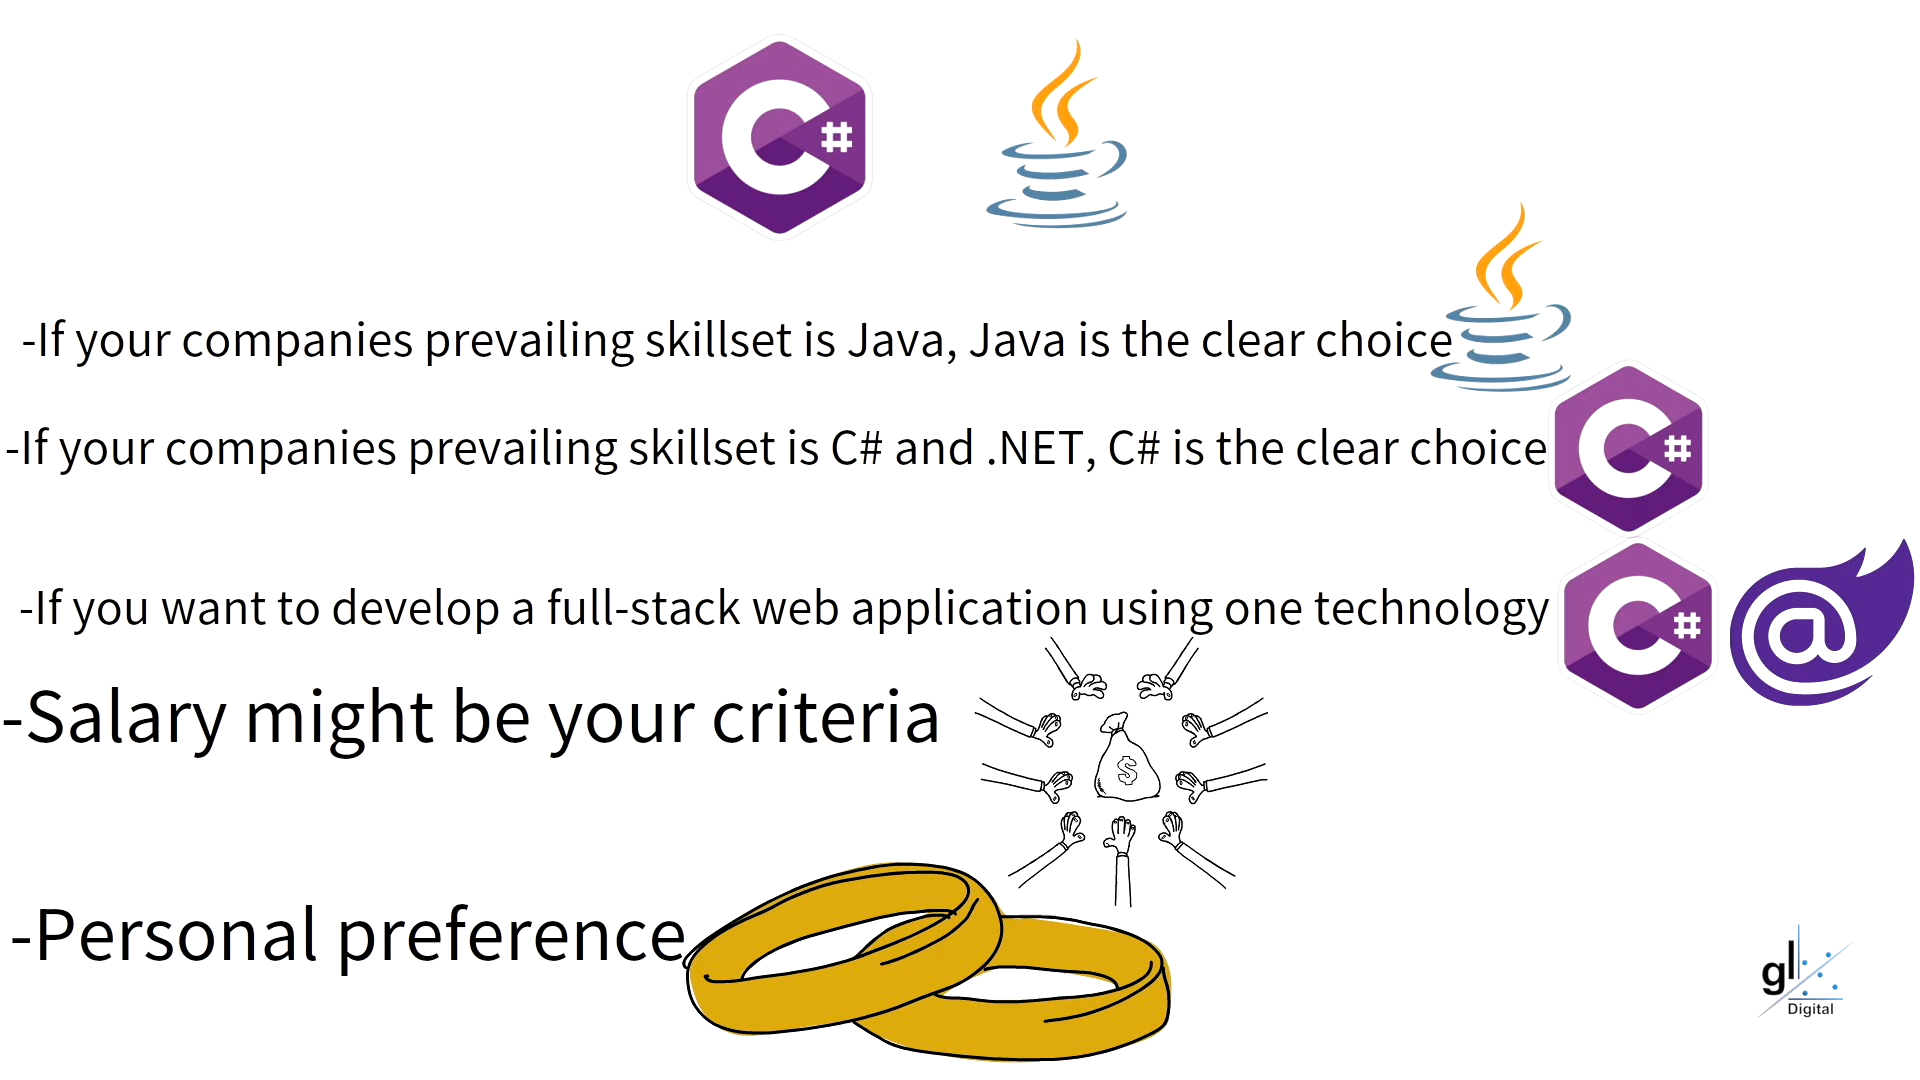 C#
-If your companies prevailing skillset is Java, Java is the clear choice
-If your companies prevailing skillset is C# and .NET, C# is the clear choice
C#
-If you want to develop a full-stack web application using one technology
C# @
-Salary might be your criteria
$
-Personal preference
gl
Digital